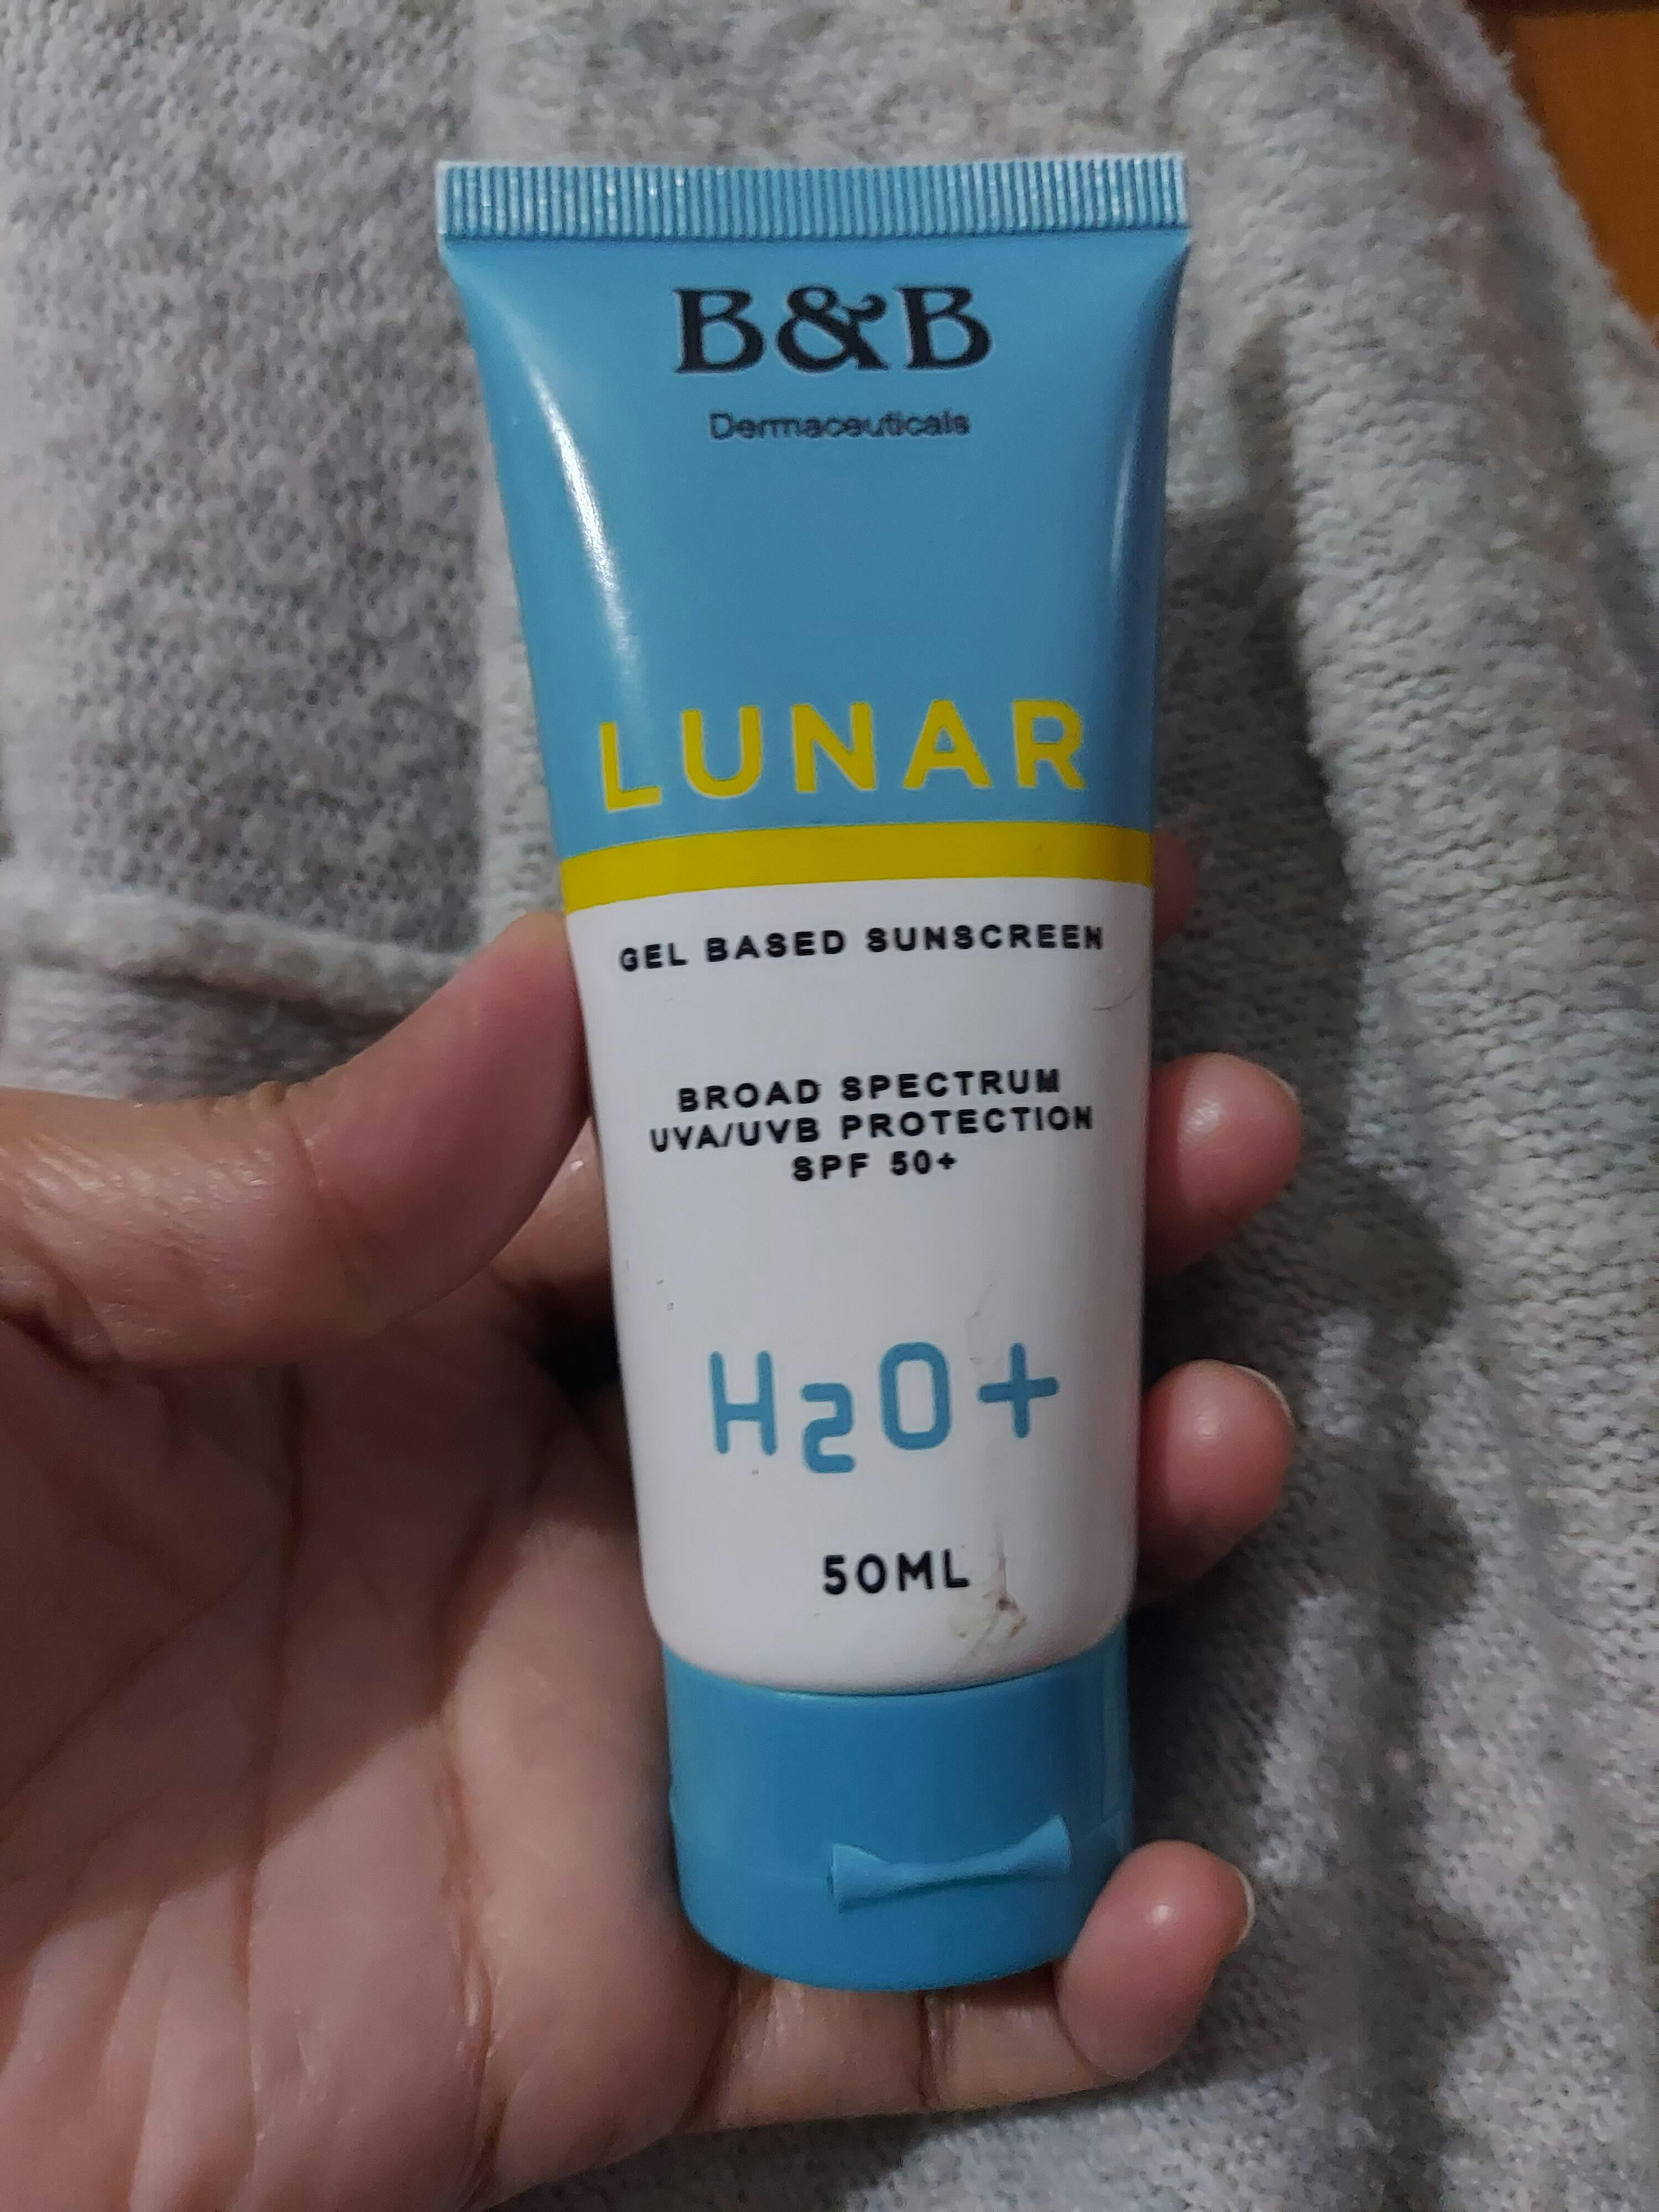 B&B
Dermaceuticals
LUNAR
GEL BASED SUNSCREEN
BROAD SPECTRUM
UVA/UVB PROTECTION
SPF 50+
H2O+
50ML